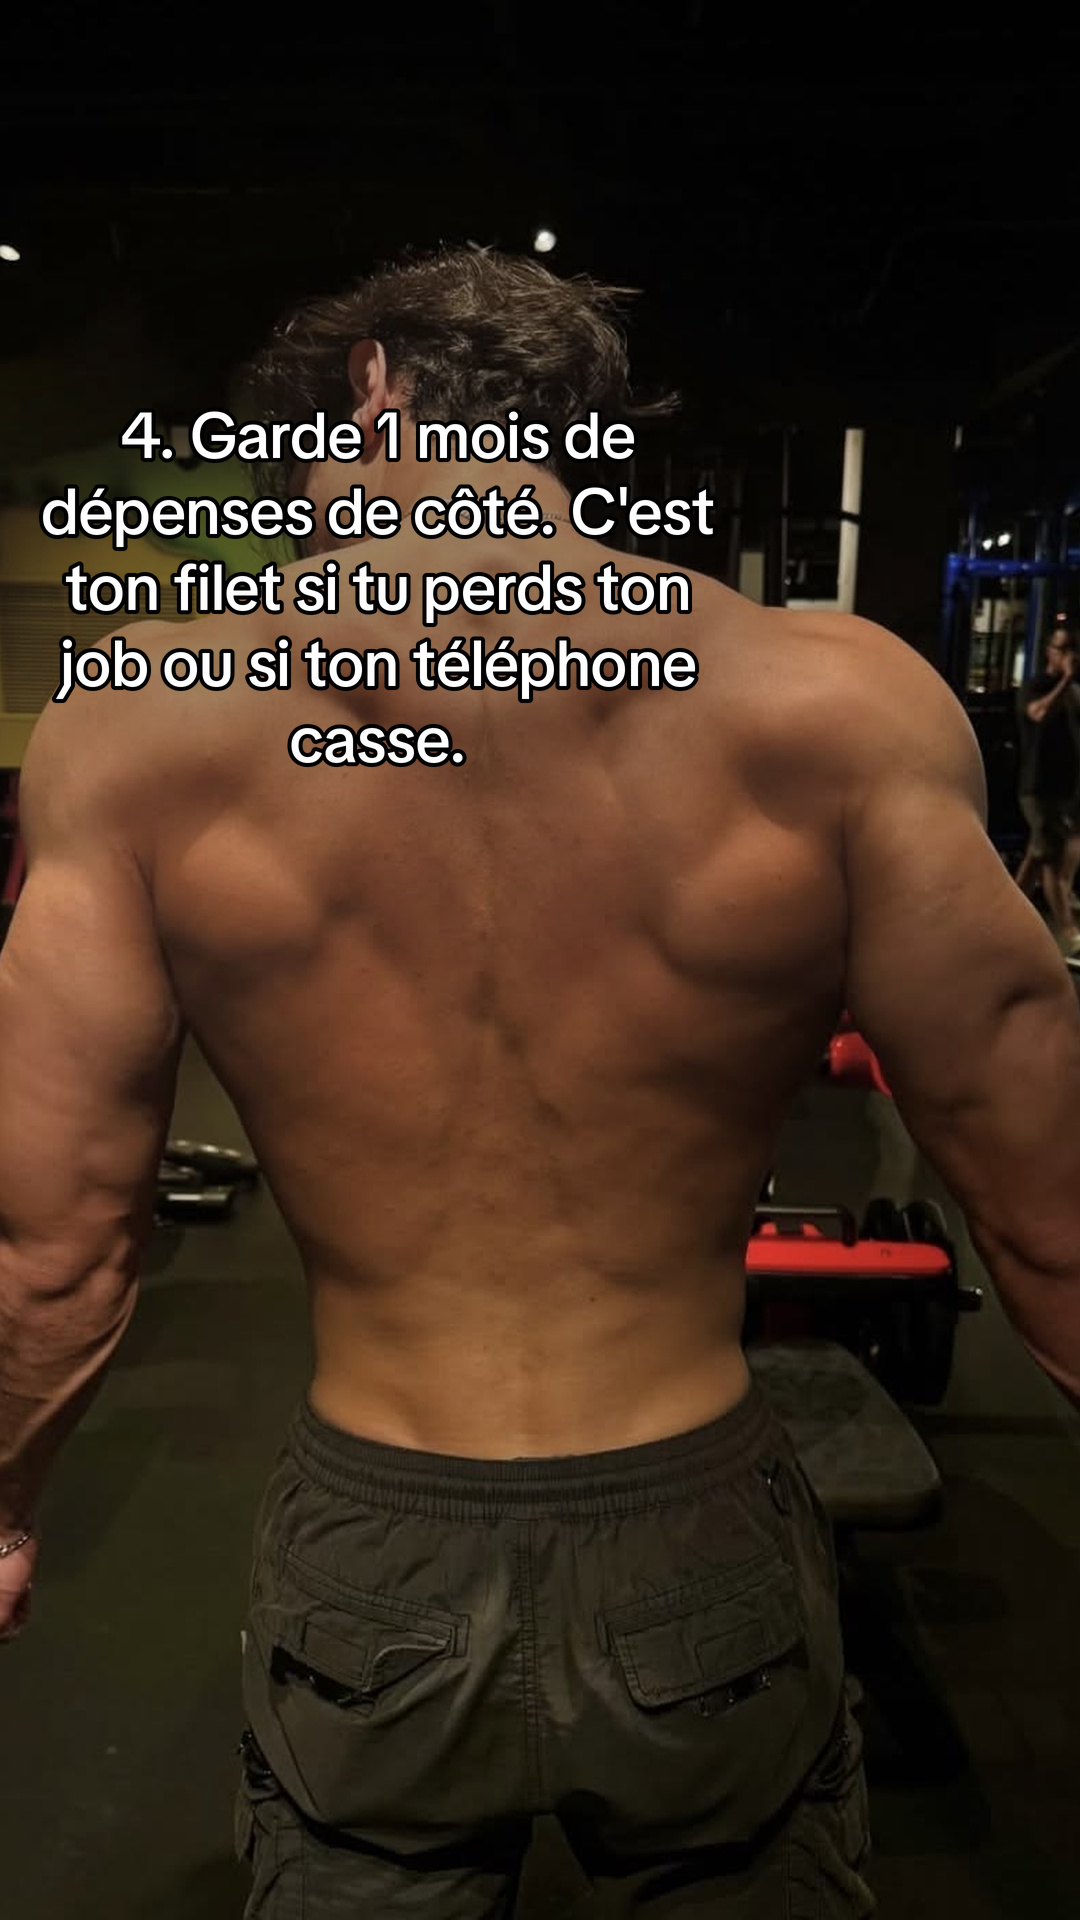 4. Garde 1 mois de
dépenses de côté. C'est
ton filet si tu perds ton
job ou si ton téléphone
casse.